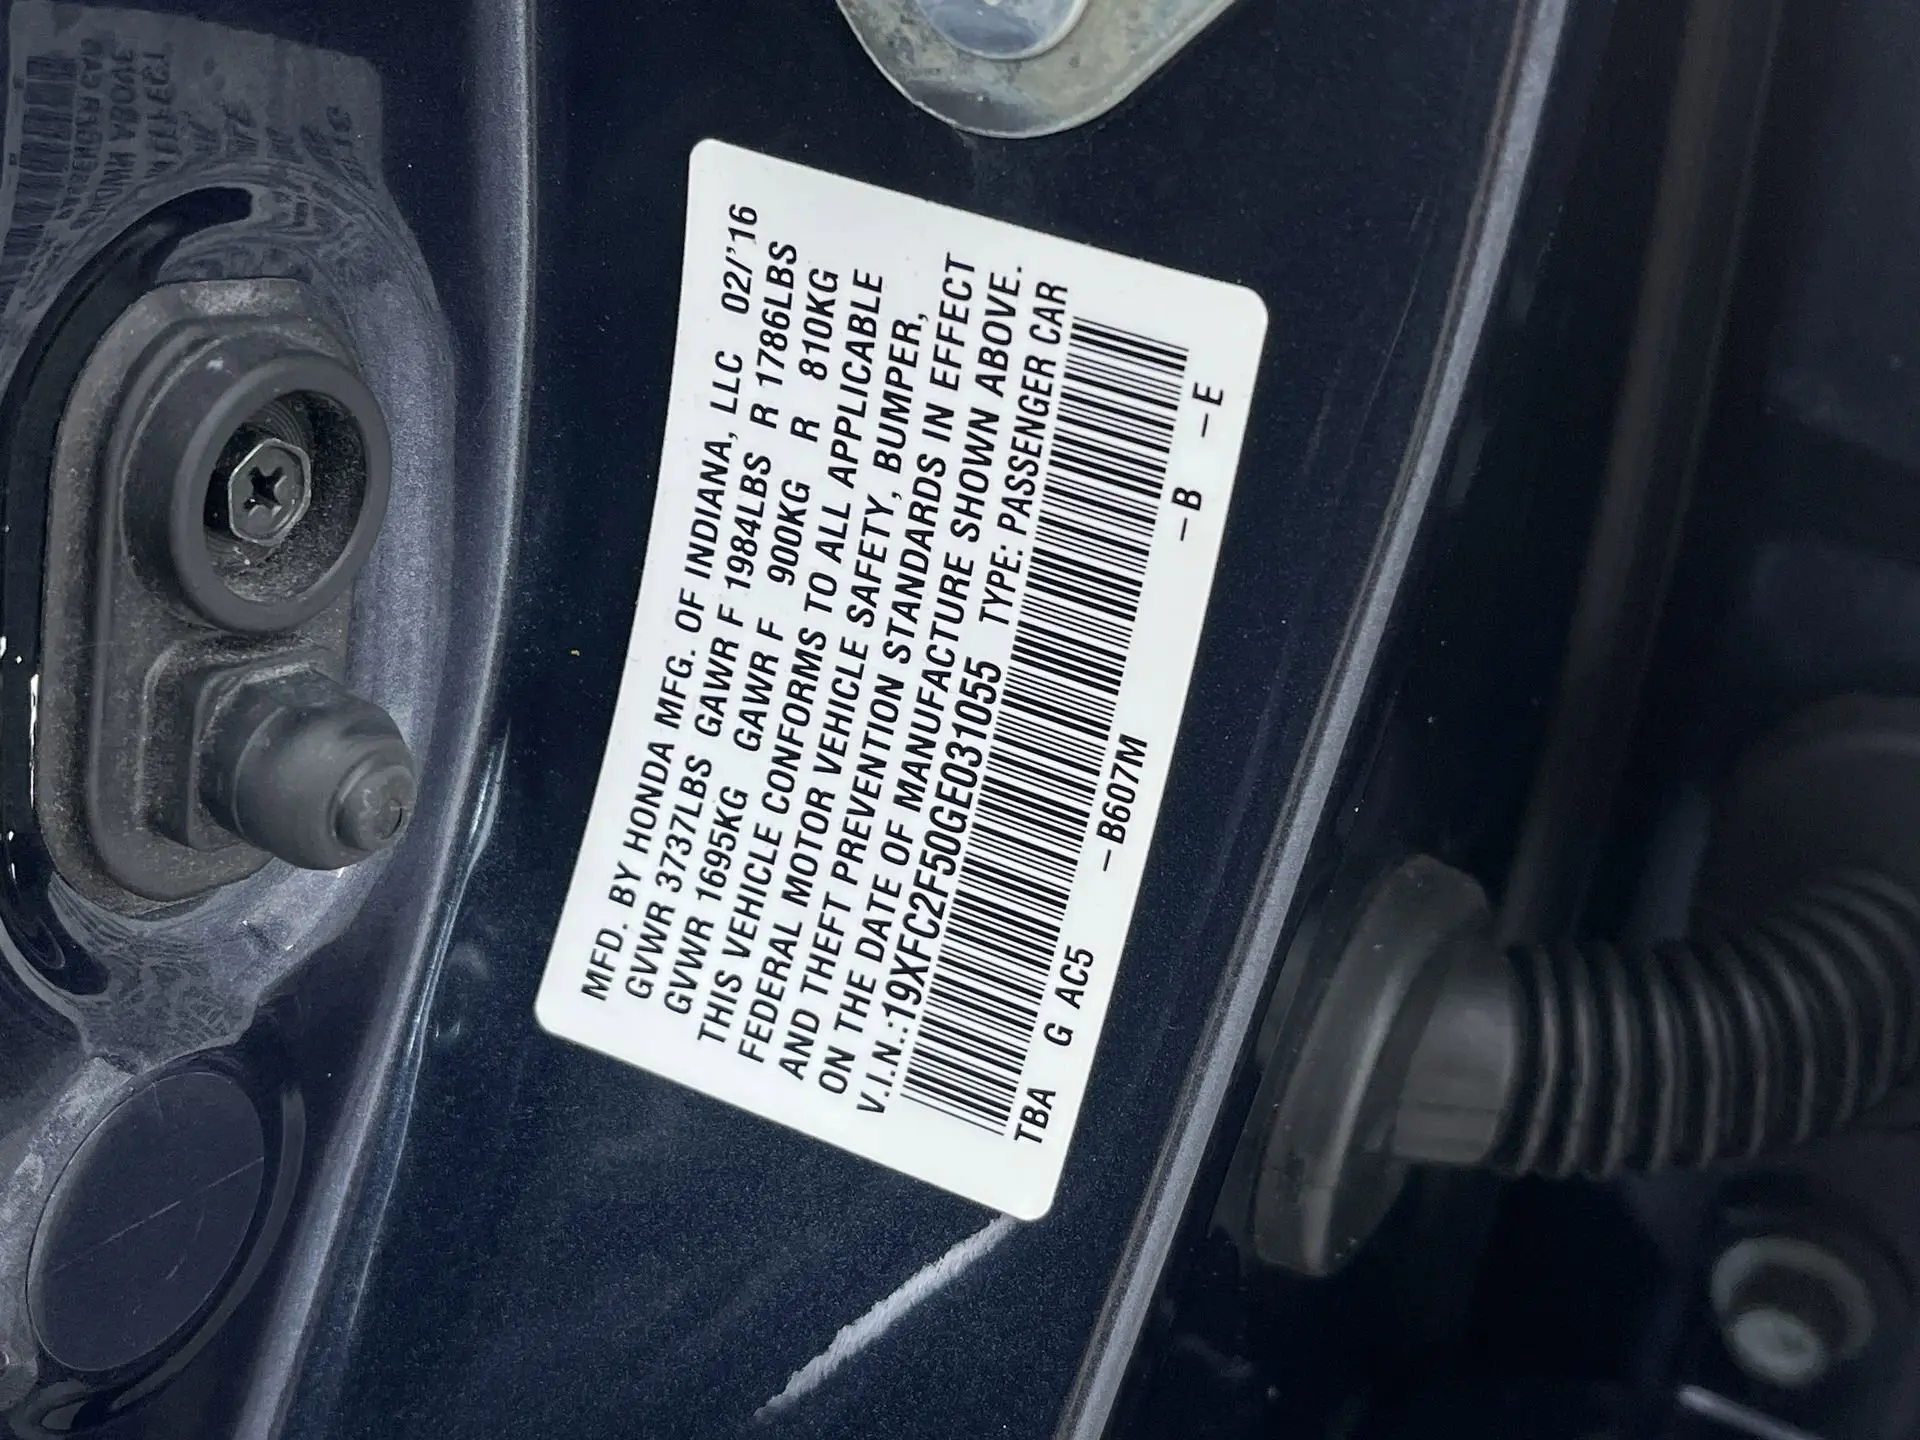 MFD. BY HONDA MFG. OF INDIANA, LLC 02/'16
GVWR 3737LBS GAWR F 1984LBS R 1786LBS
GVWR 1695KG GAWR F 900KG R 810KG
THIS VEHICLE CONFORMS TO ALL APPLICABLE
FEDERAL MOTOR VEHICLE SAFETY, BUMPER,
AND THEFT PREVENTION STANDARDS IN EFFECT
ON THE DATE OF MANUFACTURE SHOWN ABOVE.
V.I.N.:19XFC2F50GE031055 TYPE: PASSENGER CAR
TBA G AC5 –B607M –B –E